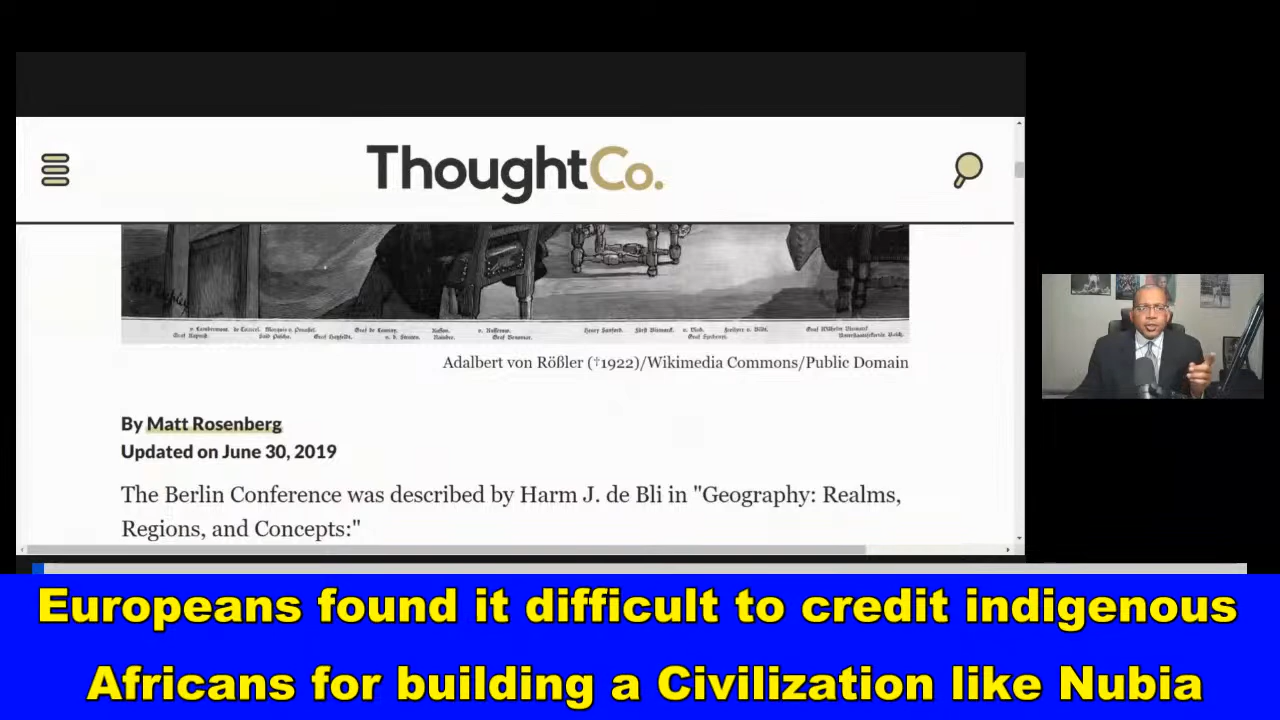 ThoughtCo.
Adalbert von Rößler (†1922)/Wikimedia Commons/Public Domain
By Matt Rosenberg
Updated on June 30, 2019
The Berlin Conference was described by Harm J. de Bli in "Geography: Realms,
Regions, and Concepts:"
Europeans found it difficult to credit indigenous
Africans for building a Civilization like Nubia